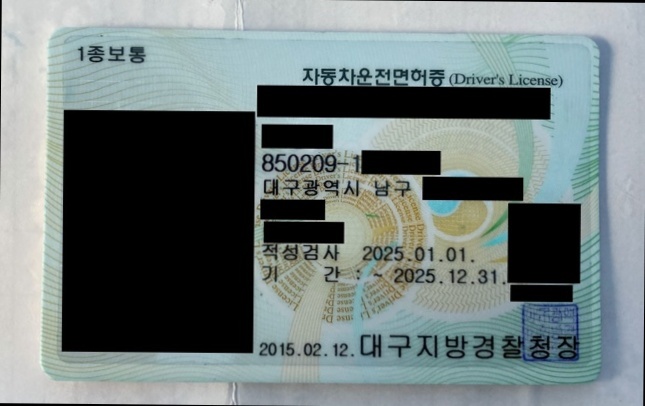 1종보통
자동차운전면허증 (Driver's License)
850209-1
대구광역시 남구
적성검사 2025.01.01.
기 간 : ~ 2025.12.31.
2015.02.12. 대구지방경찰청장